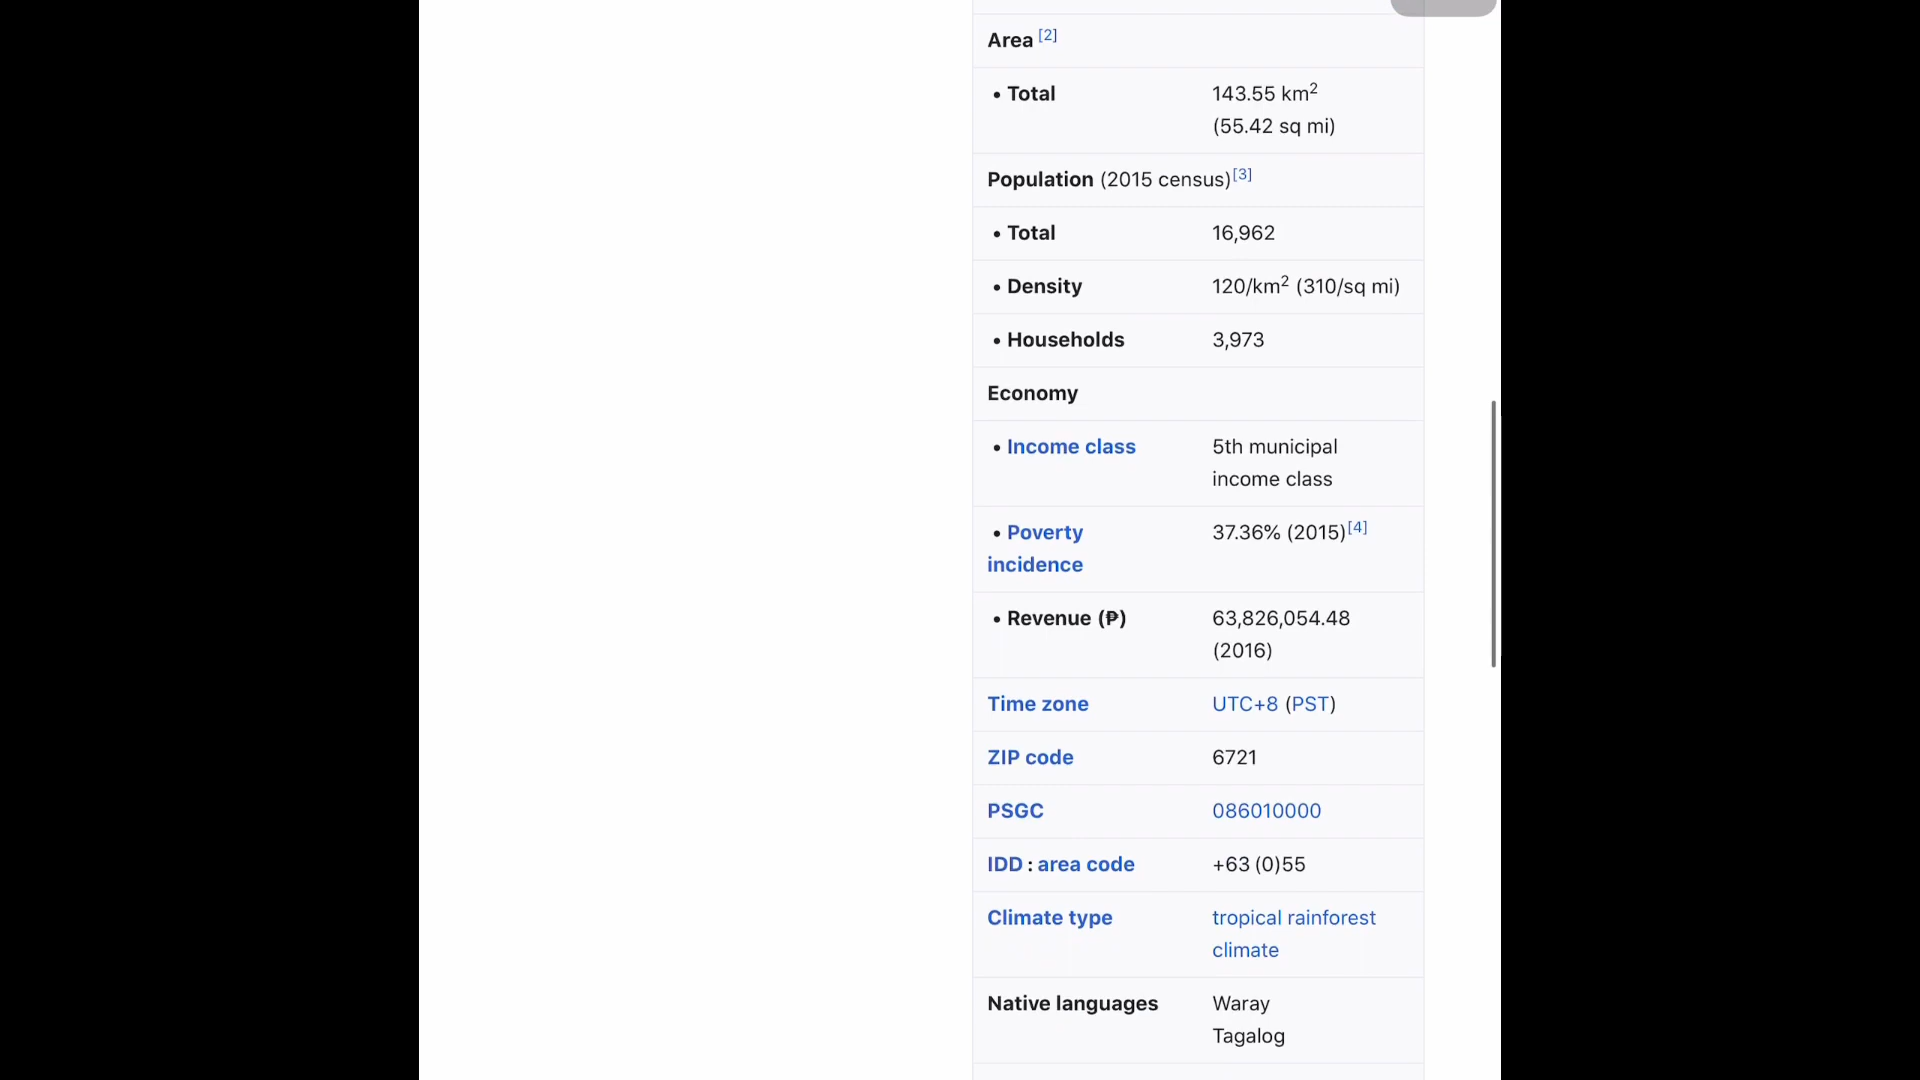 Area [2]
• Total 143.55 km2
(55.42 sq mi)
Population (2015 census)[3]
• Total 16,962
• Density 120/km2 (310/sq mi)
• Households 3,973
Economy
• Income class 5th municipal
income class
• Poverty 37.36% (2015)[4]
incidence
• Revenue (₱) 63,826,054.48
(2016)
Time zone UTC+8 (PST)
ZIP code 6721
PSGC 086010000
IDD : area code +63 (0)55
Climate type tropical rainforest
climate
Native languages Waray
Tagalog